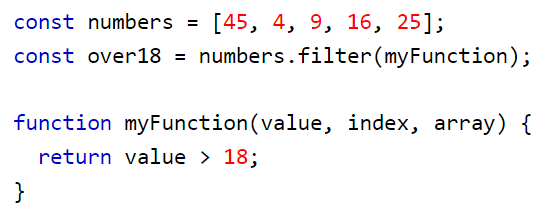 const numbers = [45, 4, 9, 16, 25];
const over18 = numbers.filter(myFunction);
function myFunction(value, index, array) {
  return value > 18;
}